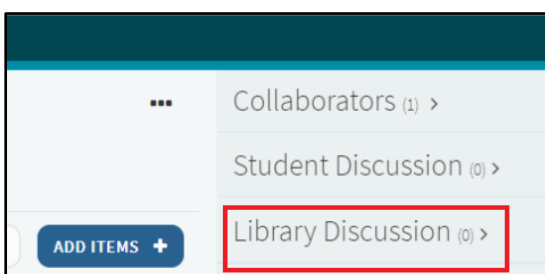 •••
Collaborators (1) >
Student Discussion (0) >
Library Discussion (0) >
ADD ITEMS +